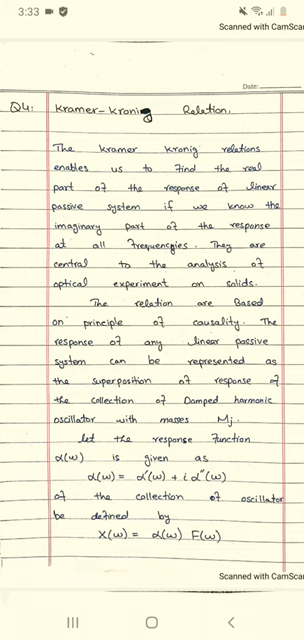 3:33
Scanned with CamScan
Date:
Q4: Kramer-Kronig Relation.
The kramer kronig relations
enables us to find the real
part of the response of linear
passive system if we know the
imaginary part of the response
at all frequencies. They are
central to the analysis of
optical experiment on solids.
The relation are Based
on principle of causality. The
response of any linear passive
system can be represented as
the superposition of response of
the collection of Damped harmonic
oscillator with masses Mj.
let the response function
α(ω) is given as
α(ω) = α'(ω) + i α''(ω)
of the collection of oscillator
be defined by
X(ω) = α(ω) F(ω)
Scanned with CamScan